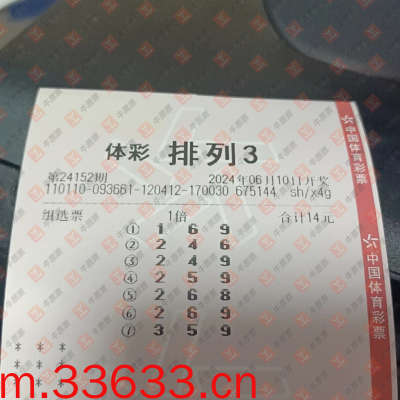 体彩 排列3
第24152期 2024年06月10日开奖
110110-093661-120412-170030 675144 sh/x4g
组选票 1倍 合计14元
① 1 6 9
② 2 4 6
③ 2 4 9
④ 2 5 9
⑤ 2 6 8
⑥ 2 6 9
⑦ 3 5 9
* * *
* * *
* * *
中国体育彩票
中国体育彩票
m.33633.cn